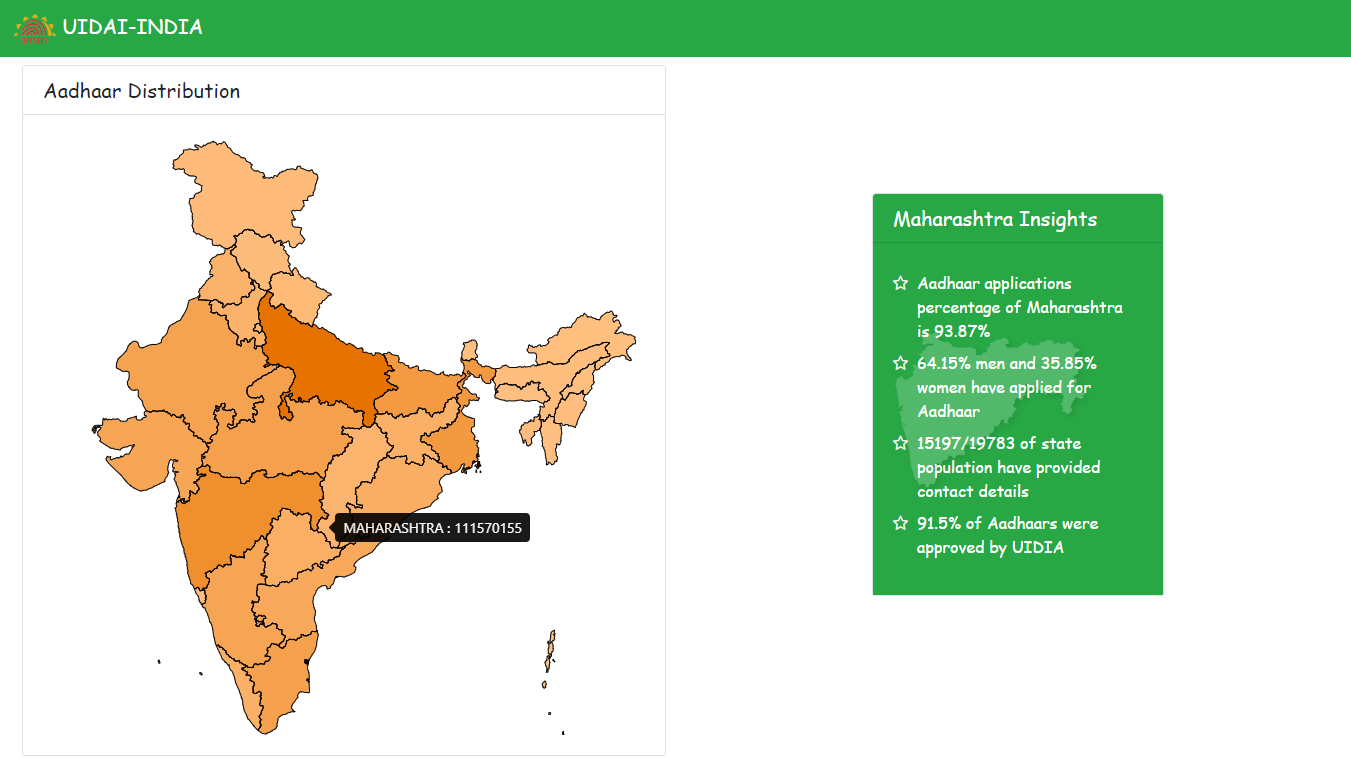 UIDAI-INDIA
Aadhaar Distribution
MAHARASHTRA : 111570155
Maharashtra Insights
Aadhaar applications
percentage of Maharashtra
is 93.87%
64.15% men and 35.85%
women have applied for
Aadhaar
15197/19783 of state
population have provided
contact details
91.5% of Aadhaars were
approved by UIDIA